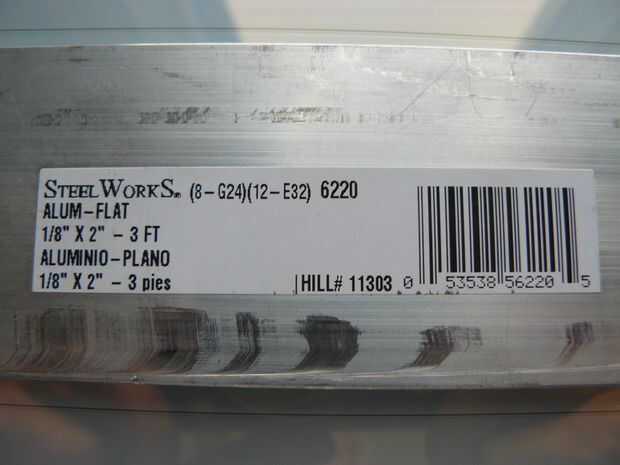 STEELWORKS® (8-G24)(12-E32) 6220
ALUM-FLAT
1/8" X 2" - 3 FT
ALUMINIO-PLANO
1/8" X 2" - 3 pies
HILL# 11303
0 53538 56220 5